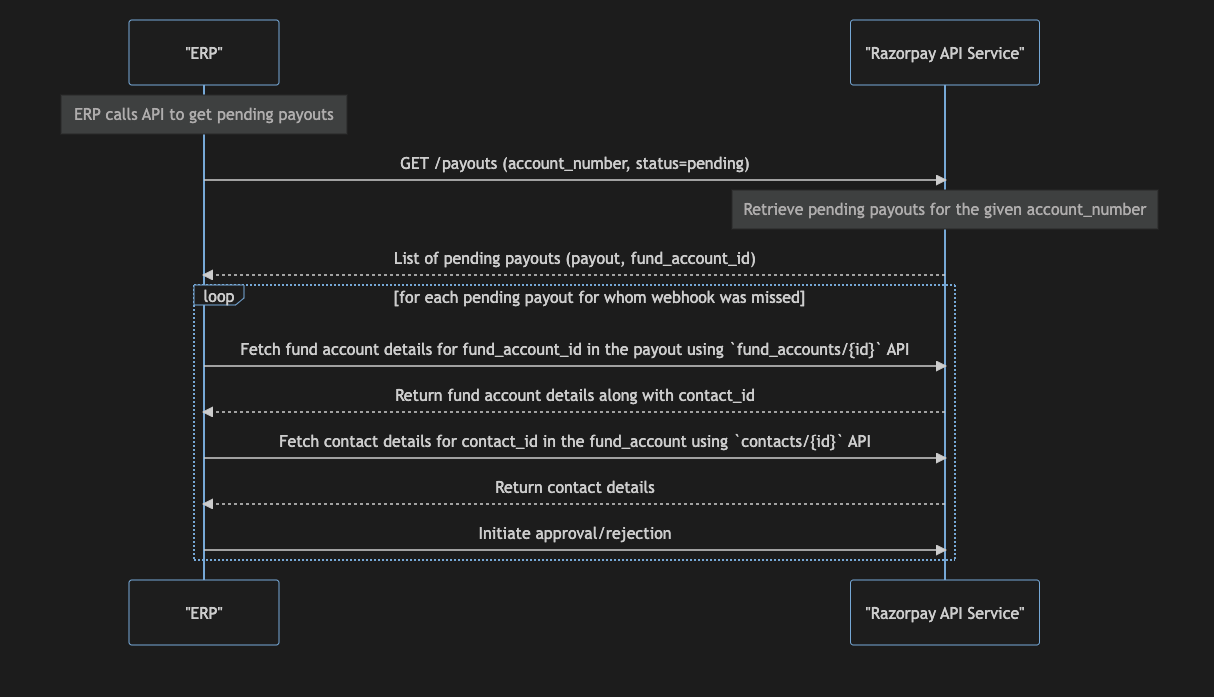 "ERP"
"Razorpay API Service"
ERP calls API to get pending payouts
GET /payouts (account_number, status=pending)
Retrieve pending payouts for the given account_number
List of pending payouts (payout, fund_account_id)
loop
[for each pending payout for whom webhook was missed]
Fetch fund account details for fund_account_id in the payout using `fund_accounts/{id}` API
Return fund account details along with contact_id
Fetch contact details for contact_id in the fund_account using `contacts/{id}` API
Return contact details
Initiate approval/rejection
"ERP"
"Razorpay API Service"